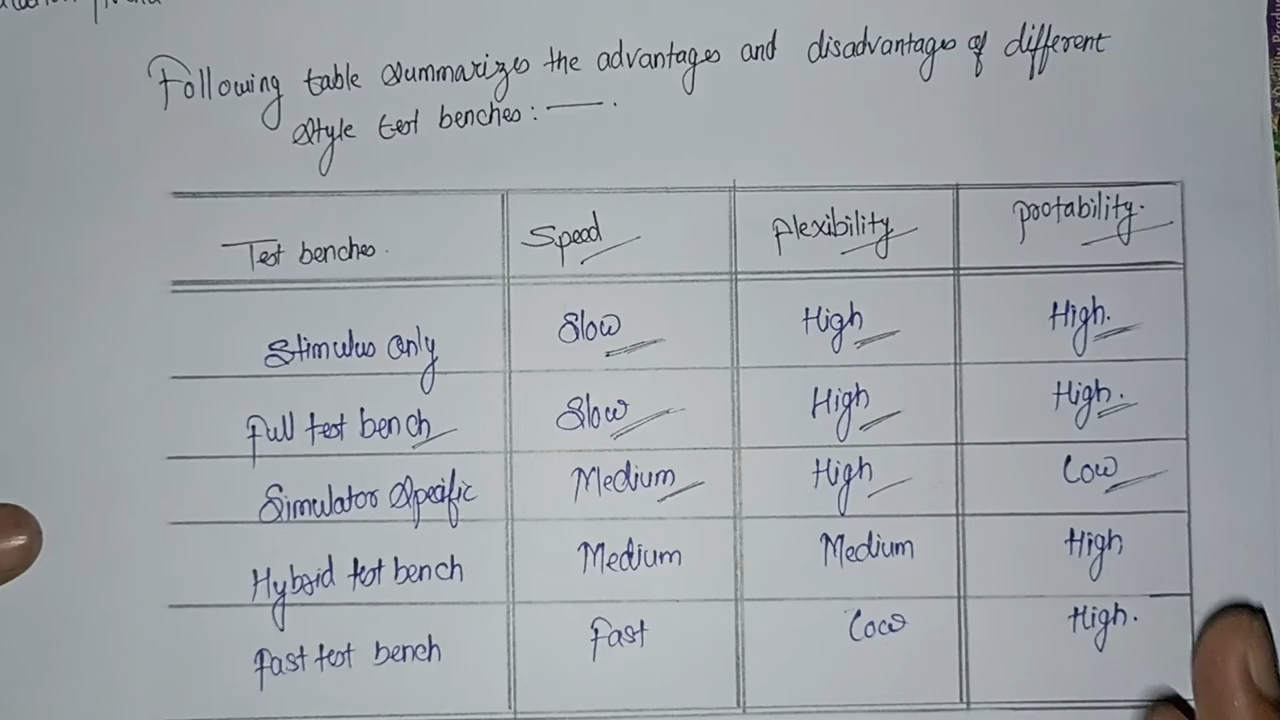 Following table summarizes the advantages and disadvantages of different
style test benches: —.
Test benches. Speed Flexibility Protability.
Stimulus Only Slow High High.
Full test bench Slow High High.
Simulator Specific Medium High Low
Hybrid test bench Medium Medium High
Fast test bench Fast Low High.